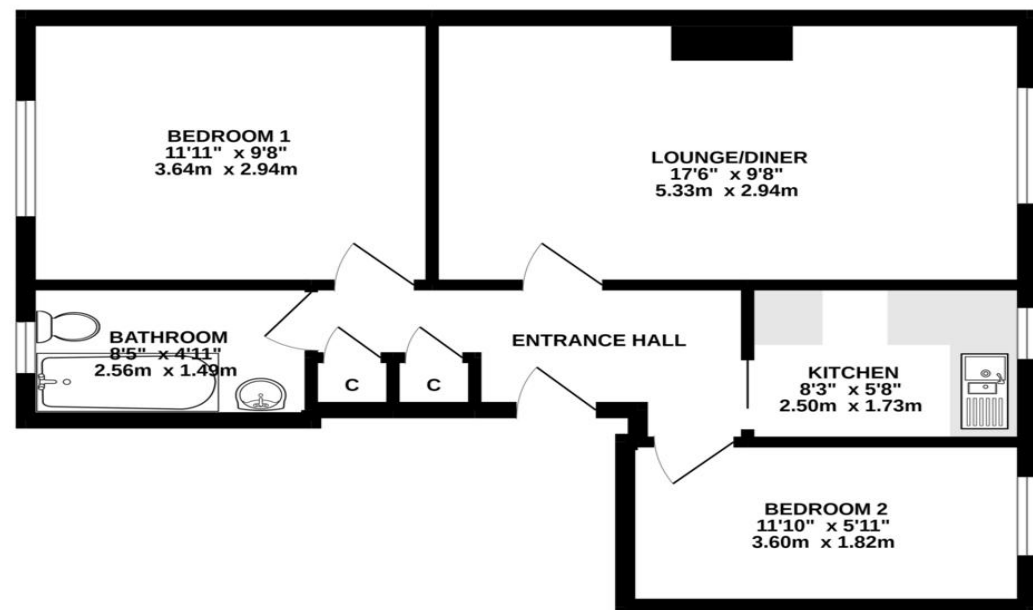 BEDROOM 1
11'11" x 9'8"
3.64m x 2.94m
LOUNGE/DINER
17'6" x 9'8"
5.33m x 2.94m
BATHROOM
8'5" x 4'11"
2.56m x 1.49m
ENTRANCE HALL
C
C
KITCHEN
8'3" x 5'8"
2.50m x 1.73m
BEDROOM 2
11'10" x 5'11"
3.60m x 1.82m